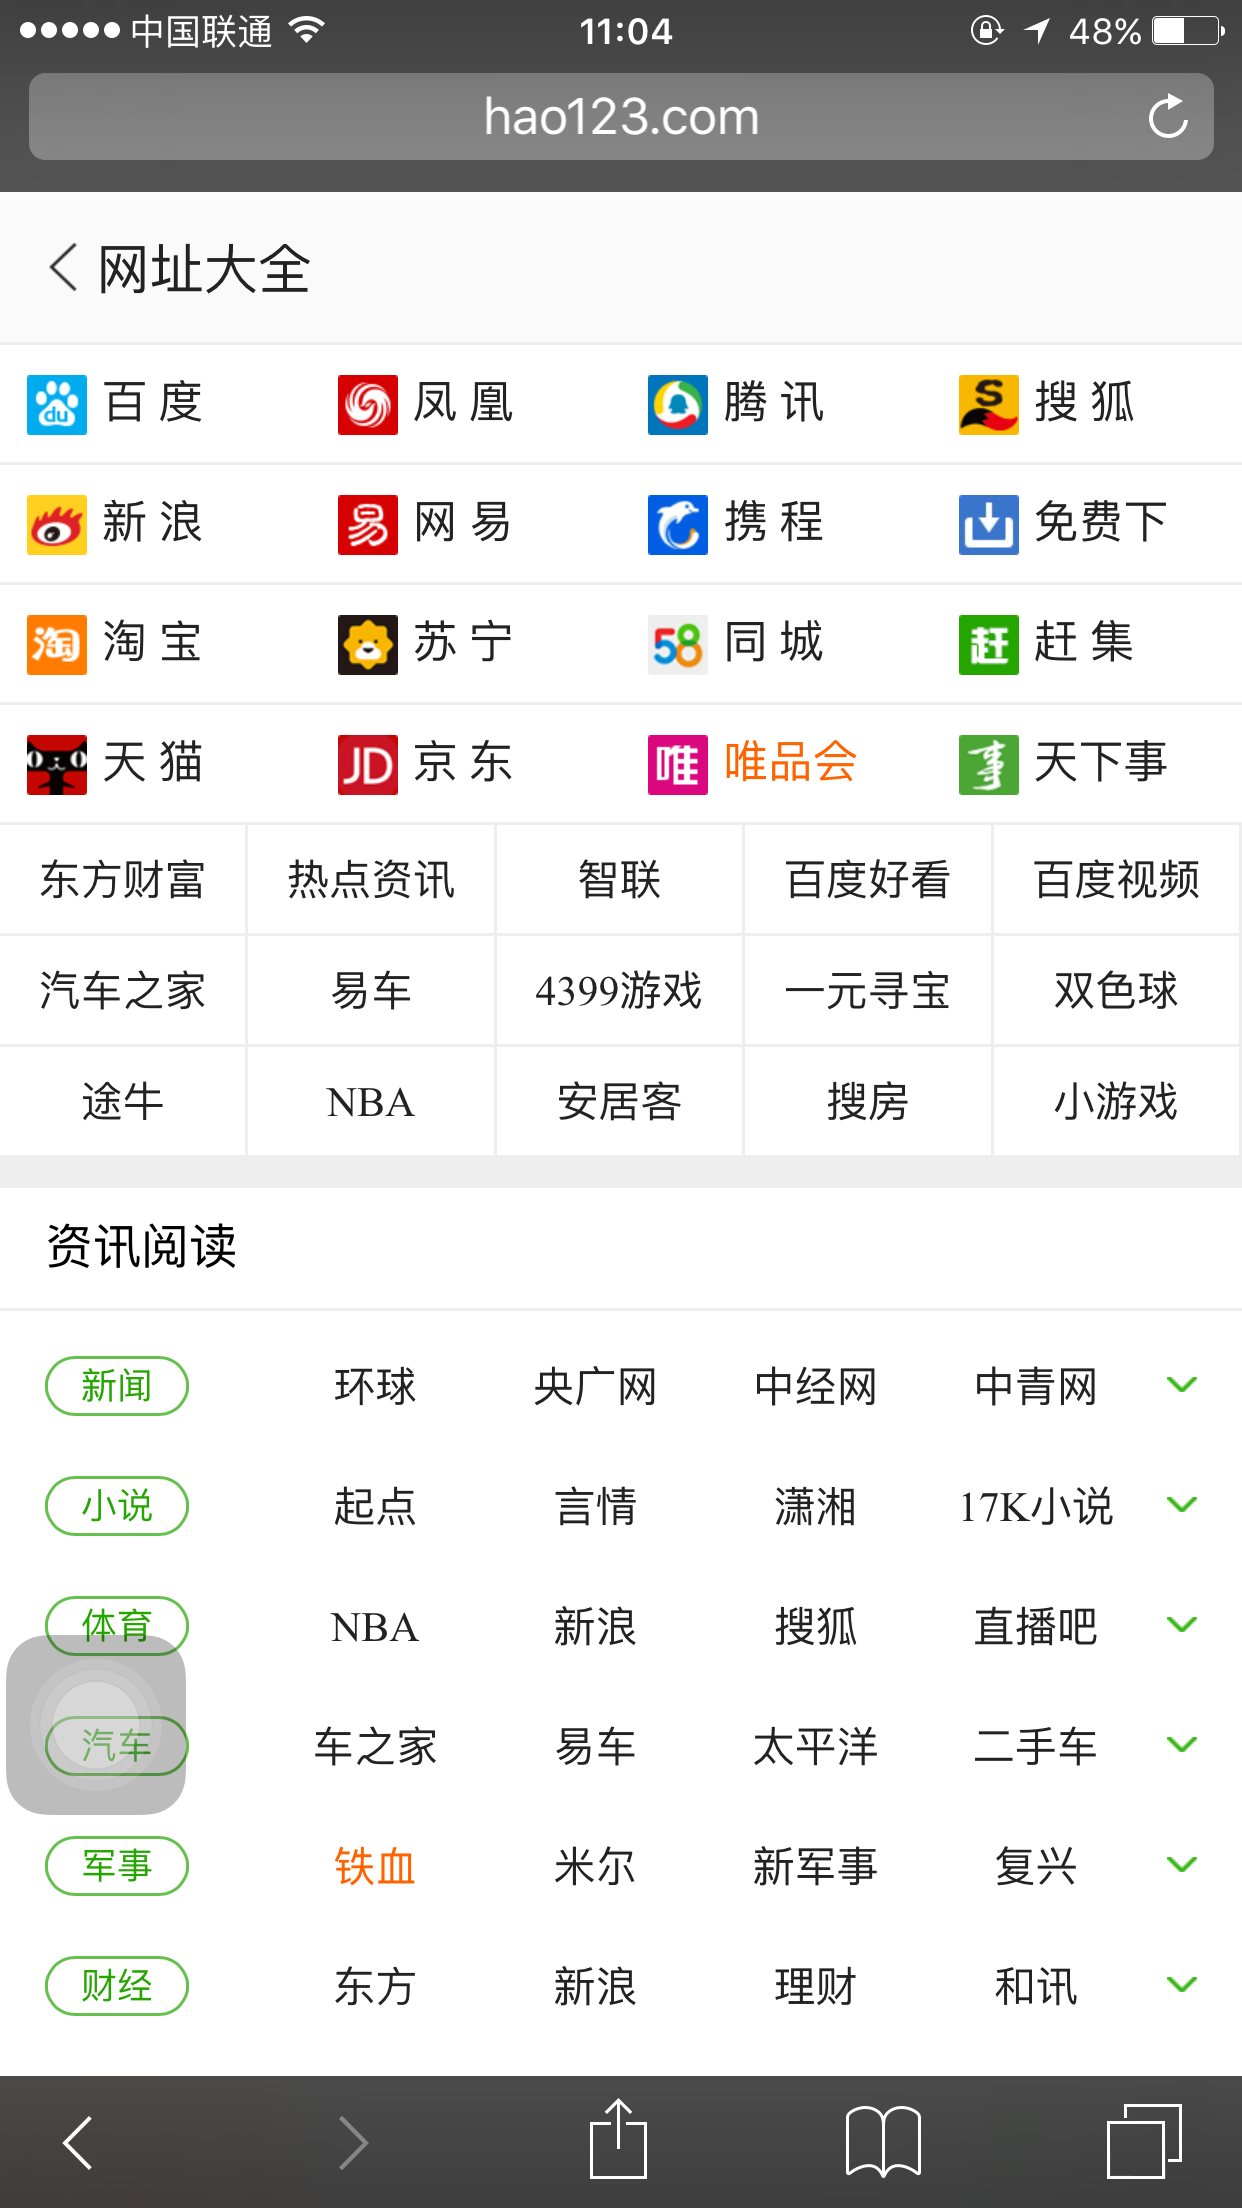 中国联通 11:04 48%
hao123.com
网址大全
百度 凤凰 腾讯 搜狐
新浪 网易 携程 免费下
淘宝 苏宁 58 同城 赶集
天猫 JD 京东 唯品会 天下事
东方财富 热点资讯 智联 百度好看 百度视频
汽车之家 易车 4399游戏 一元寻宝 双色球
途牛 NBA 安居客 搜房 小游戏
资讯阅读
新闻 环球 央广网 中经网 中青网
小说 起点 言情 潇湘 17K小说
体育 NBA 新浪 搜狐 直播吧
汽车 车之家 易车 太平洋 二手车
军事 铁血 米尔 新军事 复兴
财经 东方 新浪 理财 和讯